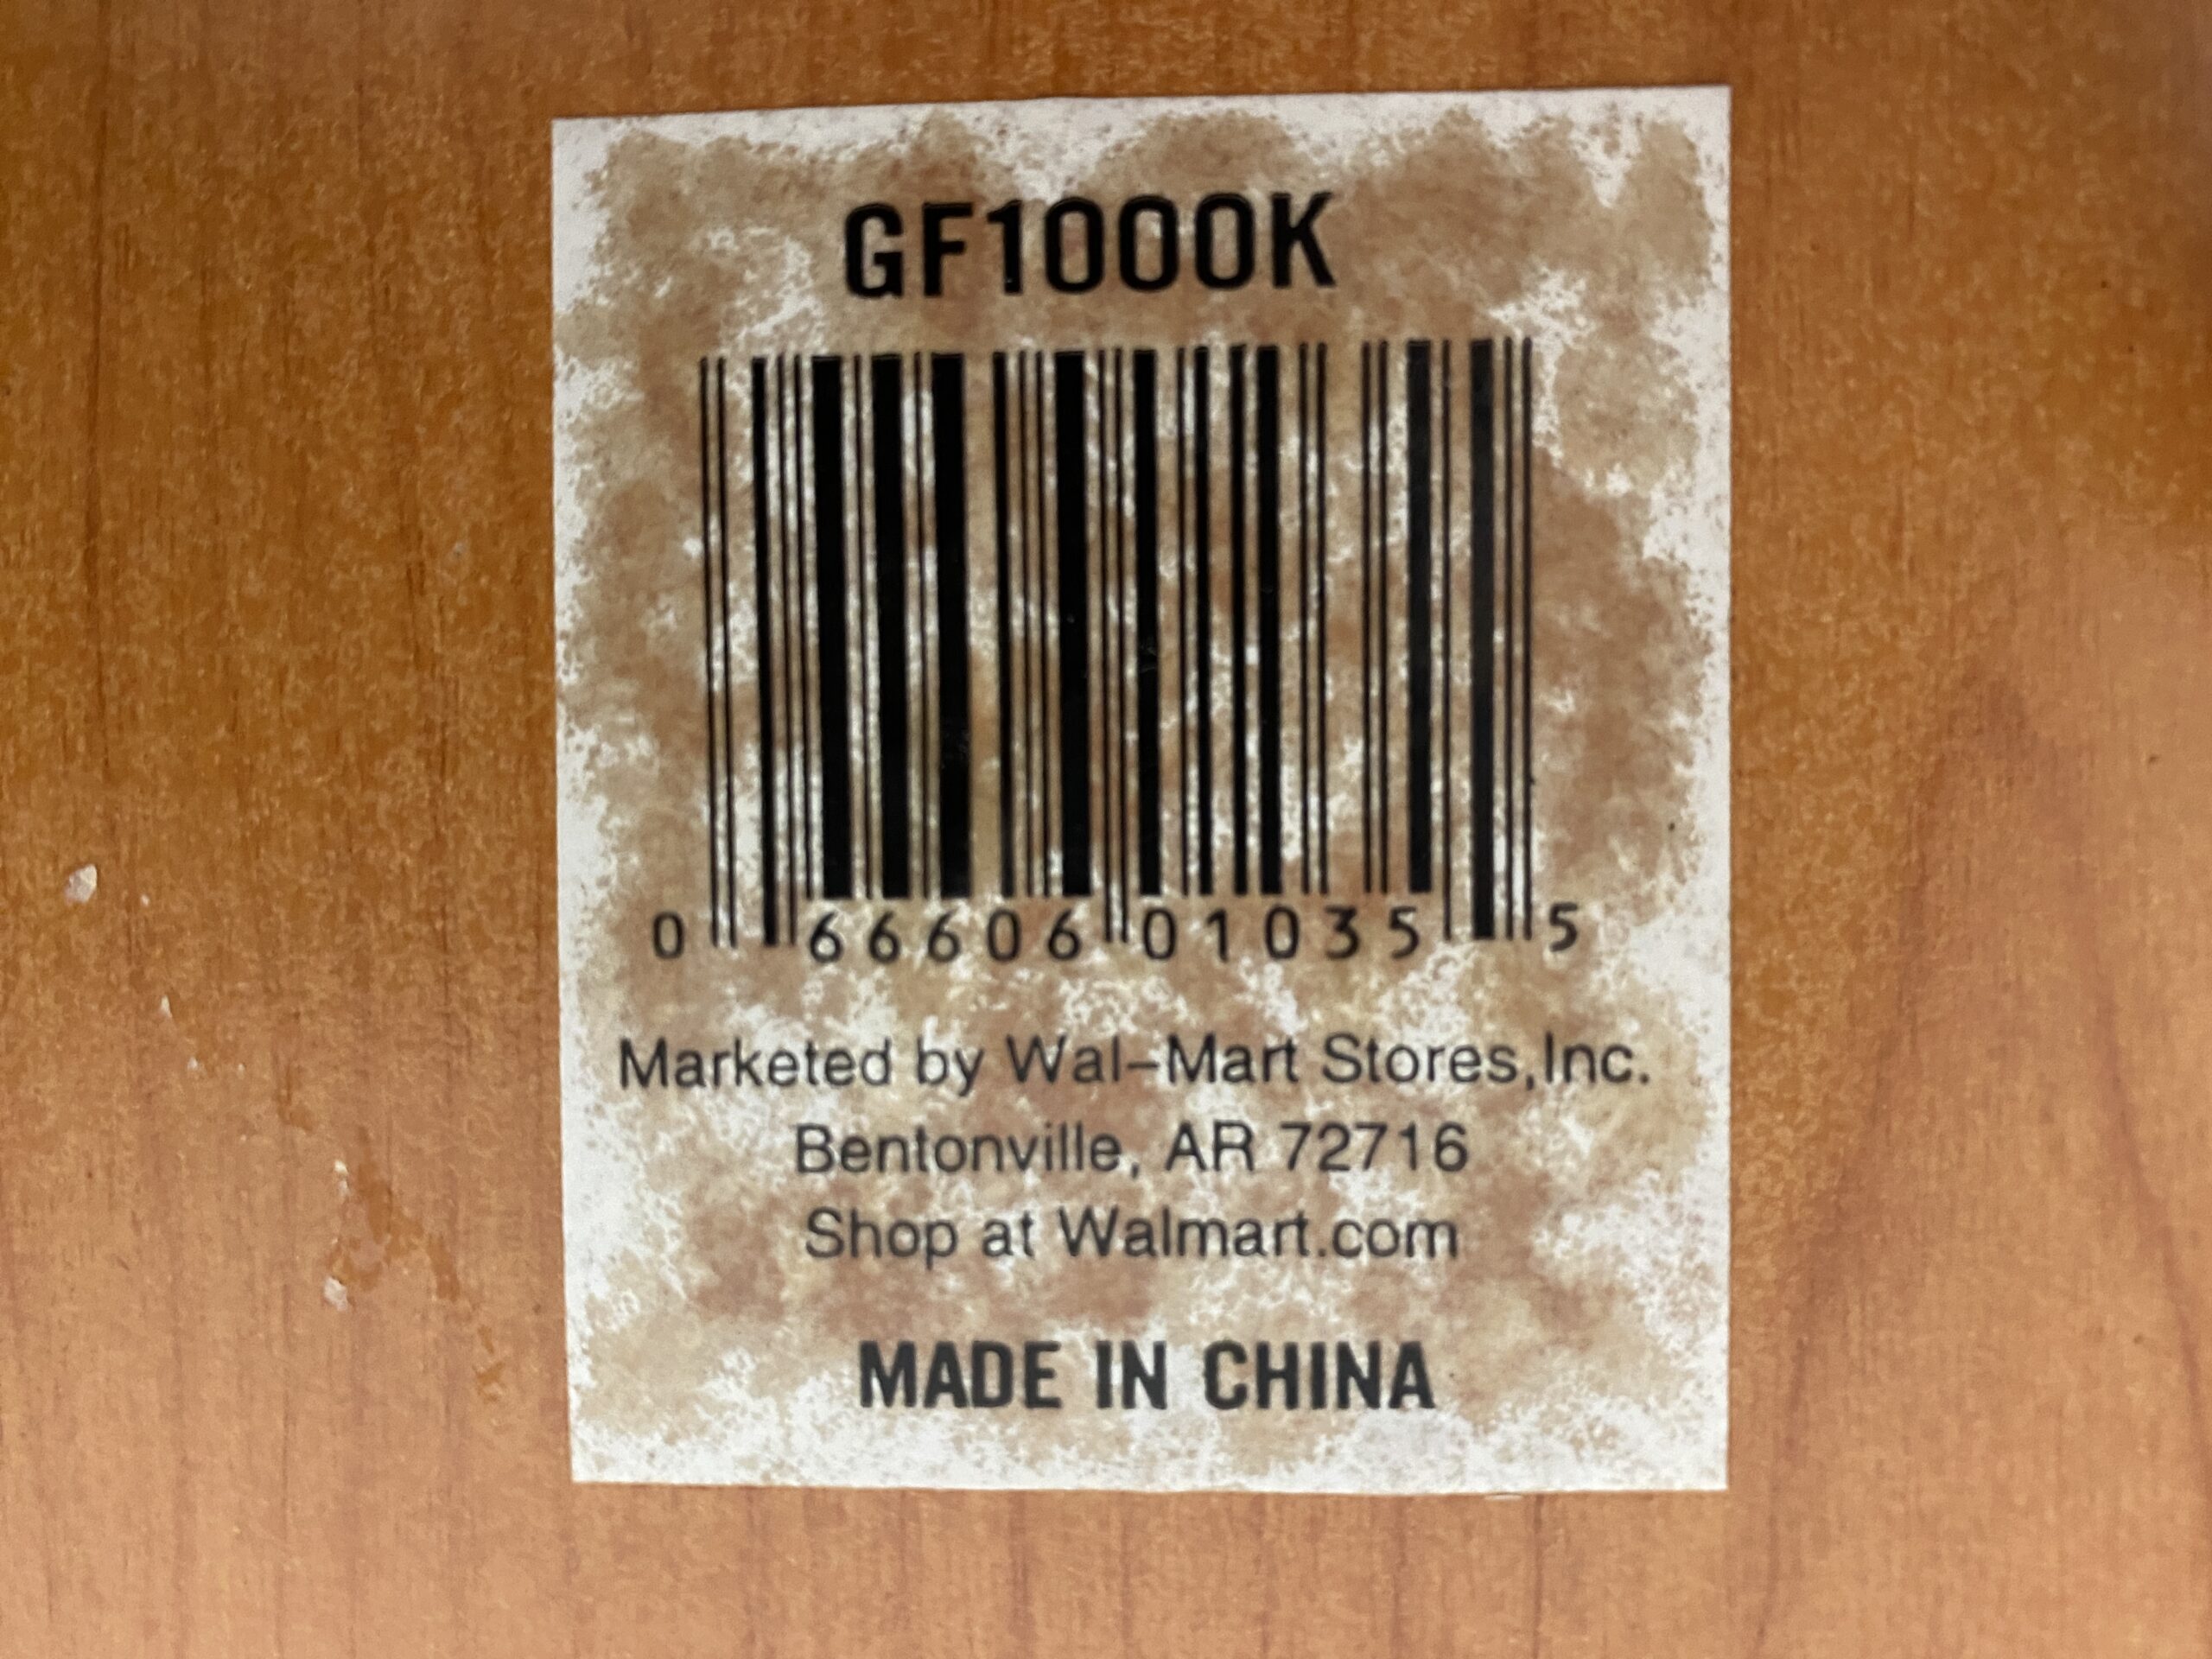 GF1000K
0 66606 01035 5
Marketed by Wal-Mart Stores,Inc.
Bentonville, AR 72716
Shop at Walmart.com
MADE IN CHINA